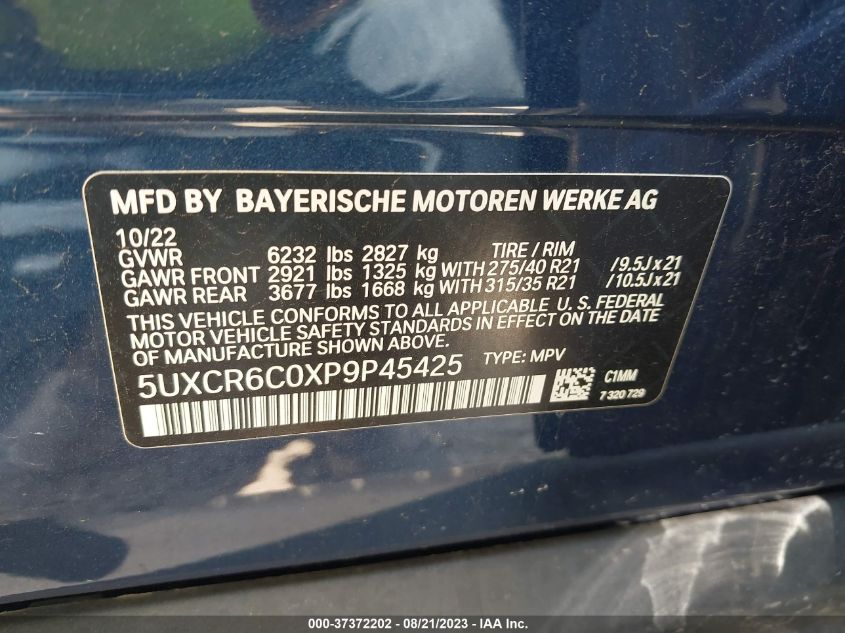 MFD BY BAYERISCHE MOTOREN WERKE AG
10/22
GVWR 6232 lbs 2827 kg TIRE / RIM
GAWR FRONT 2921 lbs 1325 kg WITH 275/40 R21 /9.5J x 21
GAWR REAR 3677 lbs 1668 kg WITH 315/35 R21 /10.5J x 21
THIS VEHICLE CONFORMS TO ALL APPLICABLE U. S. FEDERAL
MOTOR VEHICLE SAFETY STANDARDS IN EFFECT ON THE DATE
OF MANUFACTURE SHOWN ABOVE.
5UXCR6C0XP9P45425 TYPE: MPV
C1MM
7 320 729
000-37372202 - 08/21/2023 - IAA Inc.